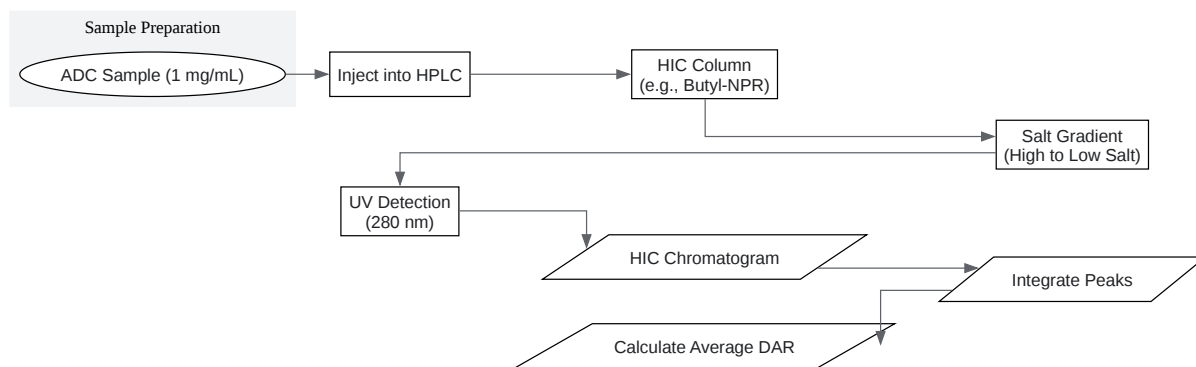 Sample Preparation
ADC Sample (1 mg/mL)
Inject into HPLC
HIC Column
(e.g., Butyl-NPR)
Salt Gradient
(High to Low Salt)
UV Detection
(280 nm)
HIC Chromatogram
Integrate Peaks
Calculate Average DAR